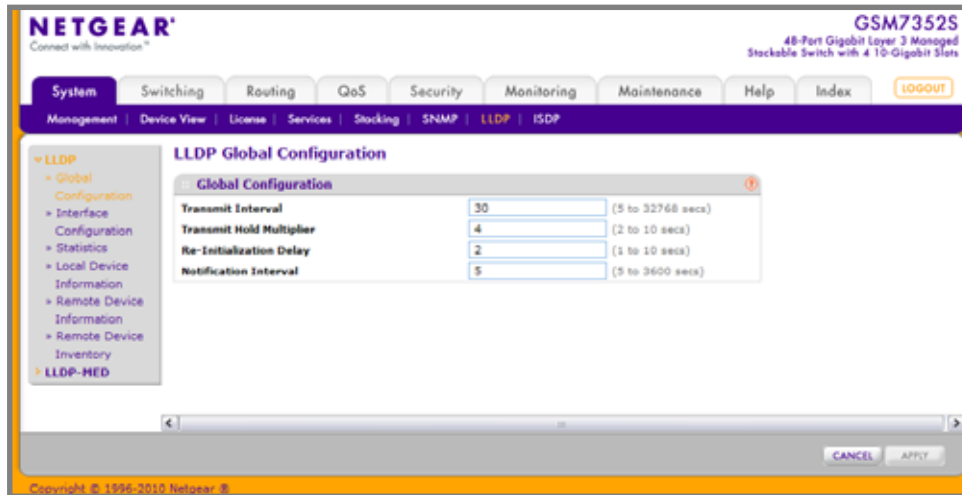 NETGEAR®
Connect with Innovation™
GSM7352S
48-Port Gigabit Layer 3 Managed
Stackable Switch with 4 10-Gigabit Slots
System Switching Routing QoS Security Monitoring Maintenance Help Index LOGOUT
Management | Device View | License | Services | Stocking | SNMP | LLDP | ISDP
LLDP
» Global
Configuration
» Interface
Configuration
» Statistics
» Local Device
Information
» Remote Device
Information
» Remote Device
Inventory
LLDP-MED
LLDP Global Configuration
Global Configuration ?
Transmit Interval 30 (5 to 32768 secs)
Transmit Hold Multiplier 4 (2 to 10 secs)
Re-Initialization Delay 2 (1 to 10 secs)
Notification Interval 5 (5 to 3600 secs)
CANCEL APPLY
Copyright © 1996-2010 Netgear ®